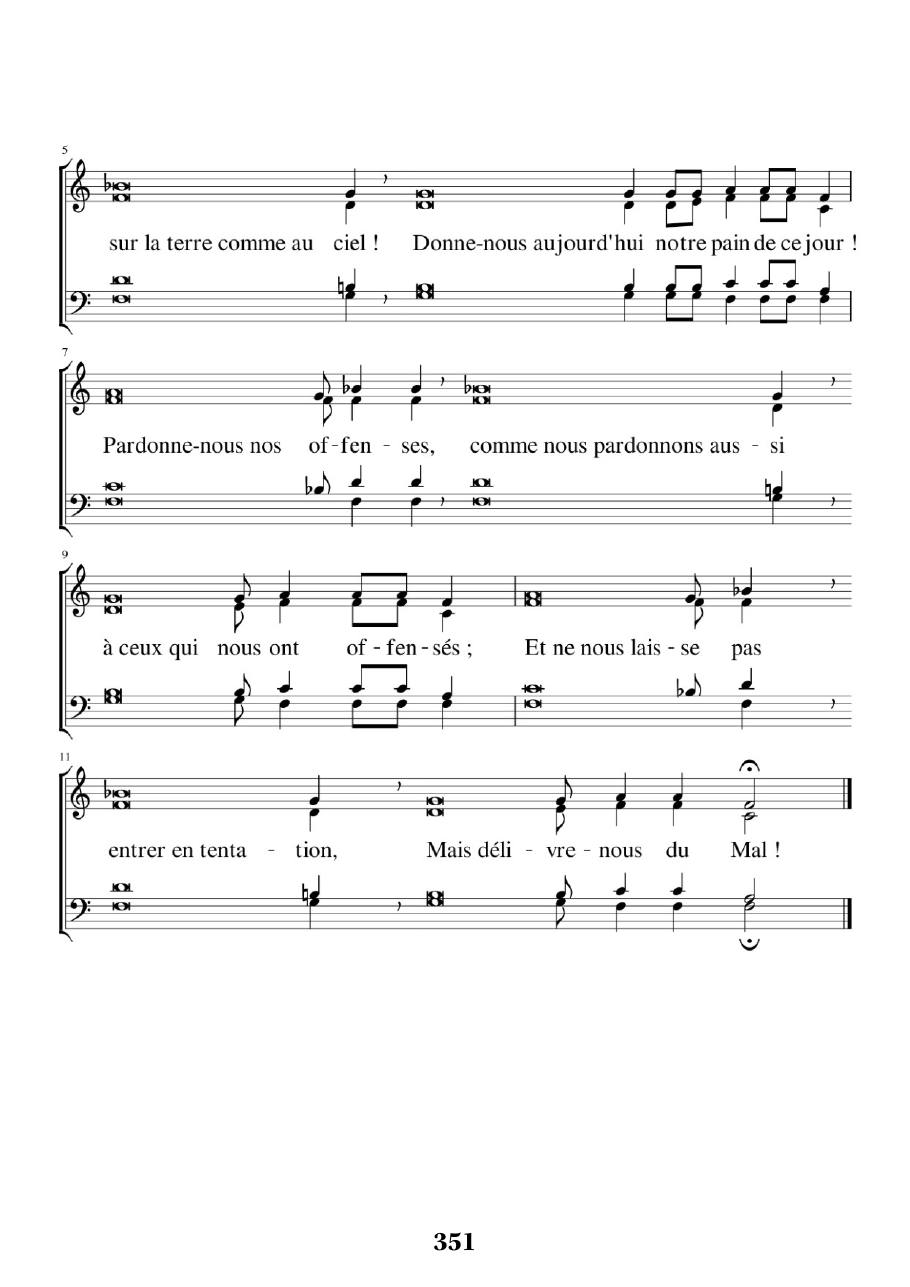 5
sur la terre comme au ciel ! Donne-nous aujourd'hui notre pain de ce jour !
7
Pardonne-nous nos of-fen-ses, comme nous pardonnons aus-si
9
à ceux qui nous ont of-fen-sés ; Et ne nous lais-se pas
11
entrer en tenta-tion, Mais déli-vre-nous du Mal !
351